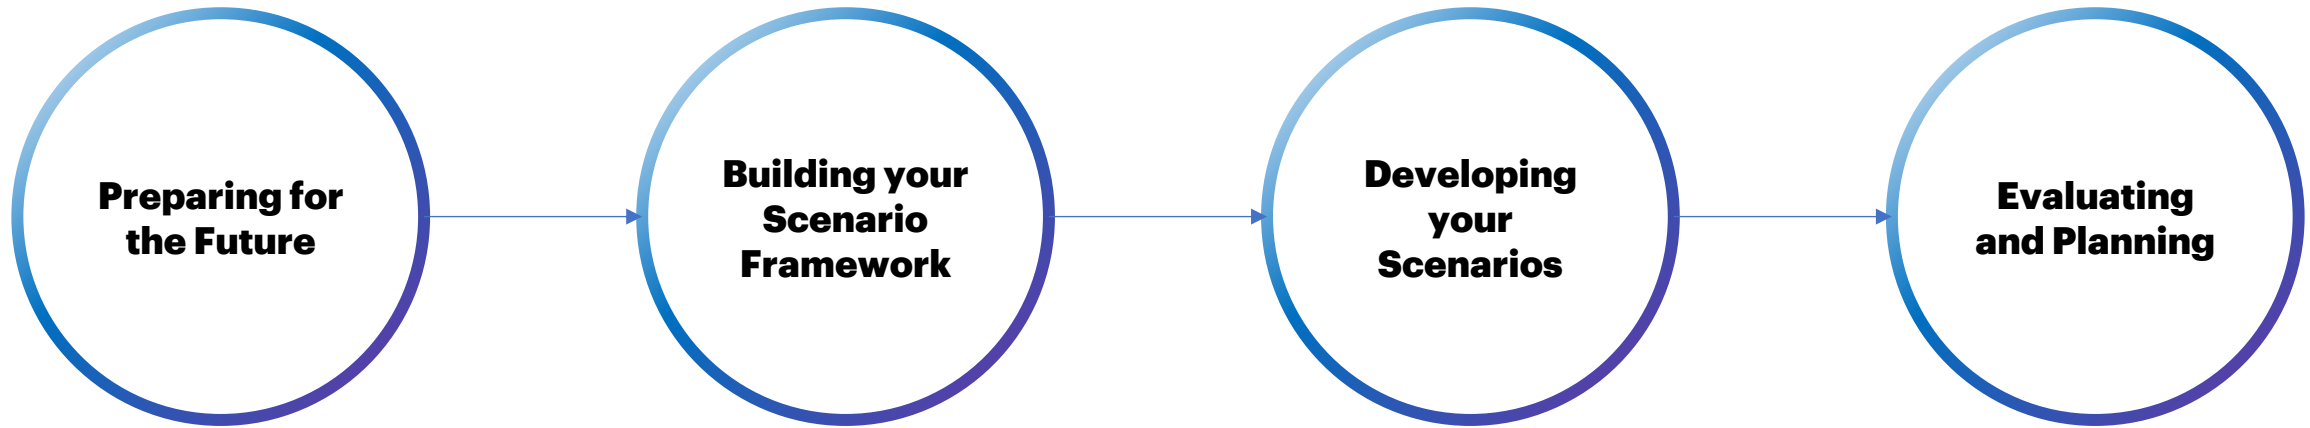 Preparing for
the Future
Building your
Scenario
Framework
Developing
your
Scenarios
Evaluating
and Planning